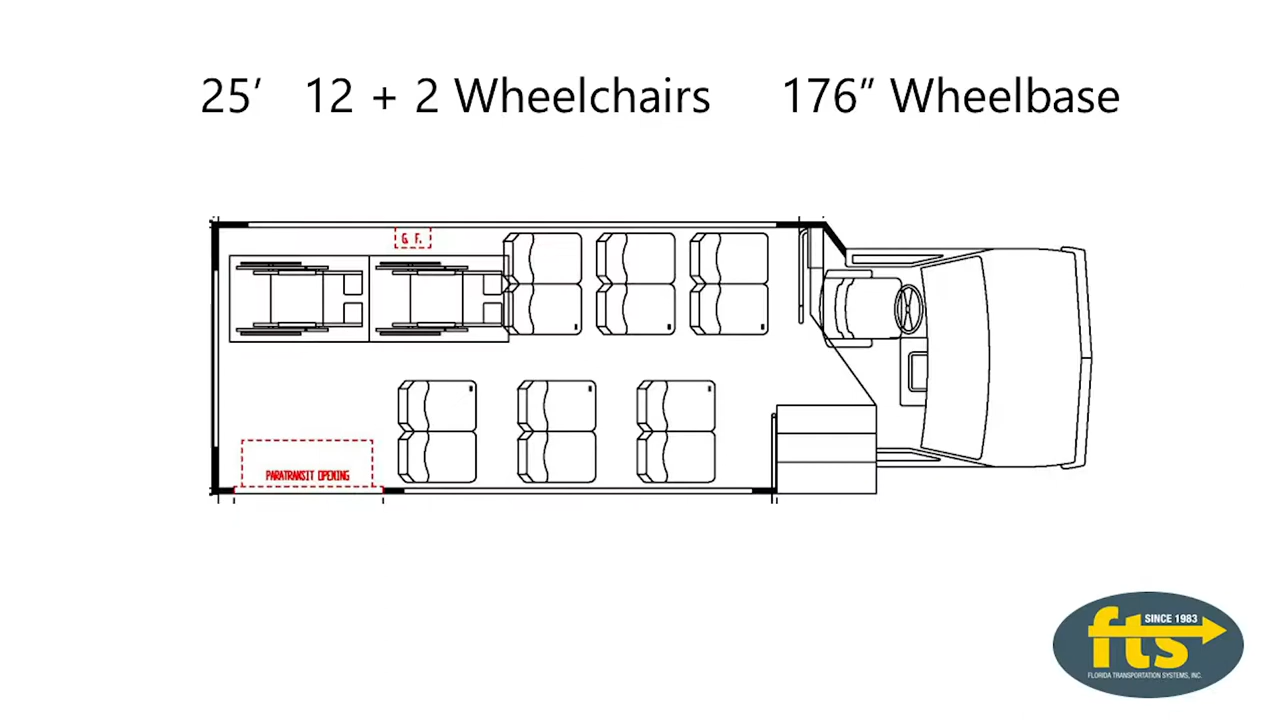 25′ 12 + 2 Wheelchairs 176″ Wheelbase
G. F.
PARATRANSIT OPENING
SINCE 1983
fts
FLORIDA TRANSPORTATION SYSTEMS, INC.